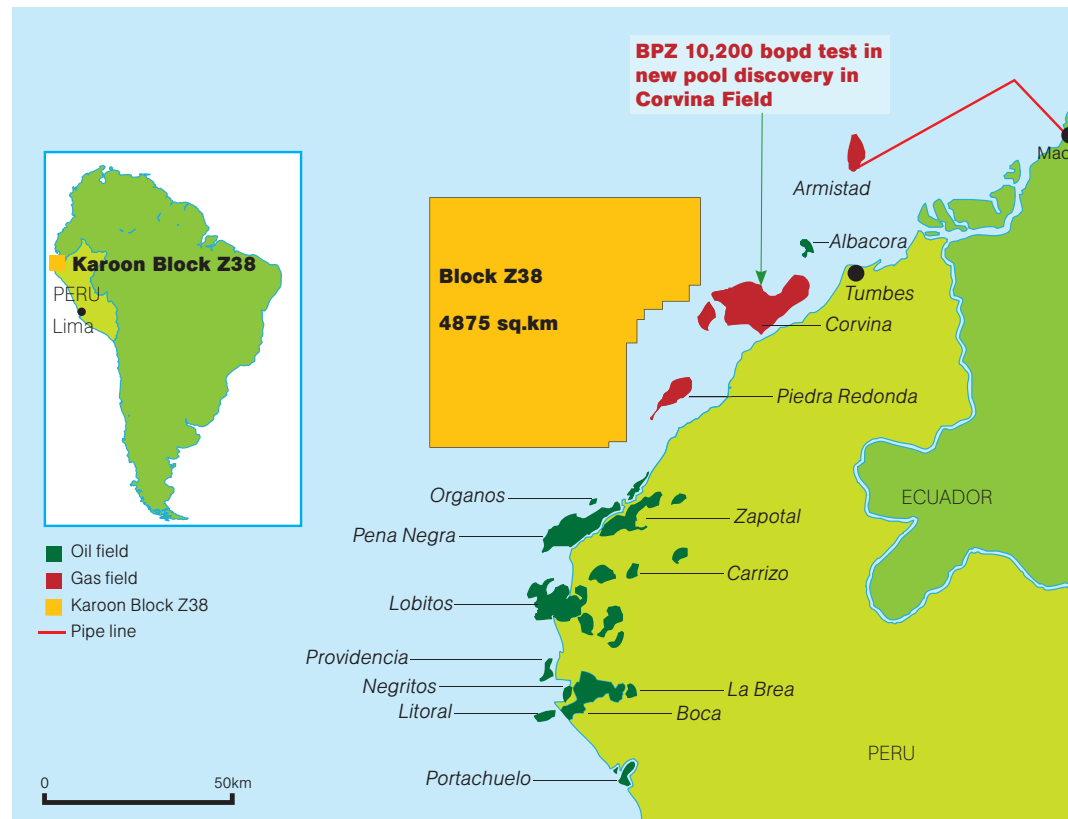 BPZ 10,200 bopd test in
new pool discovery in
Corvina Field
Mac
Armistad
Albacora
Tumbes
Corvina
Block Z38
4875 sq.km
Piedra Redonda
Karoon Block Z38
PERU
Lima
Organos
Zapotal
ECUADOR
Pena Negra
Carrizo
Lobitos
Providencia
Negritos
La Brea
Litoral
Boca
PERU
Portachuelo
Oil field
Gas field
Karoon Block Z38
Pipe line
0 50km